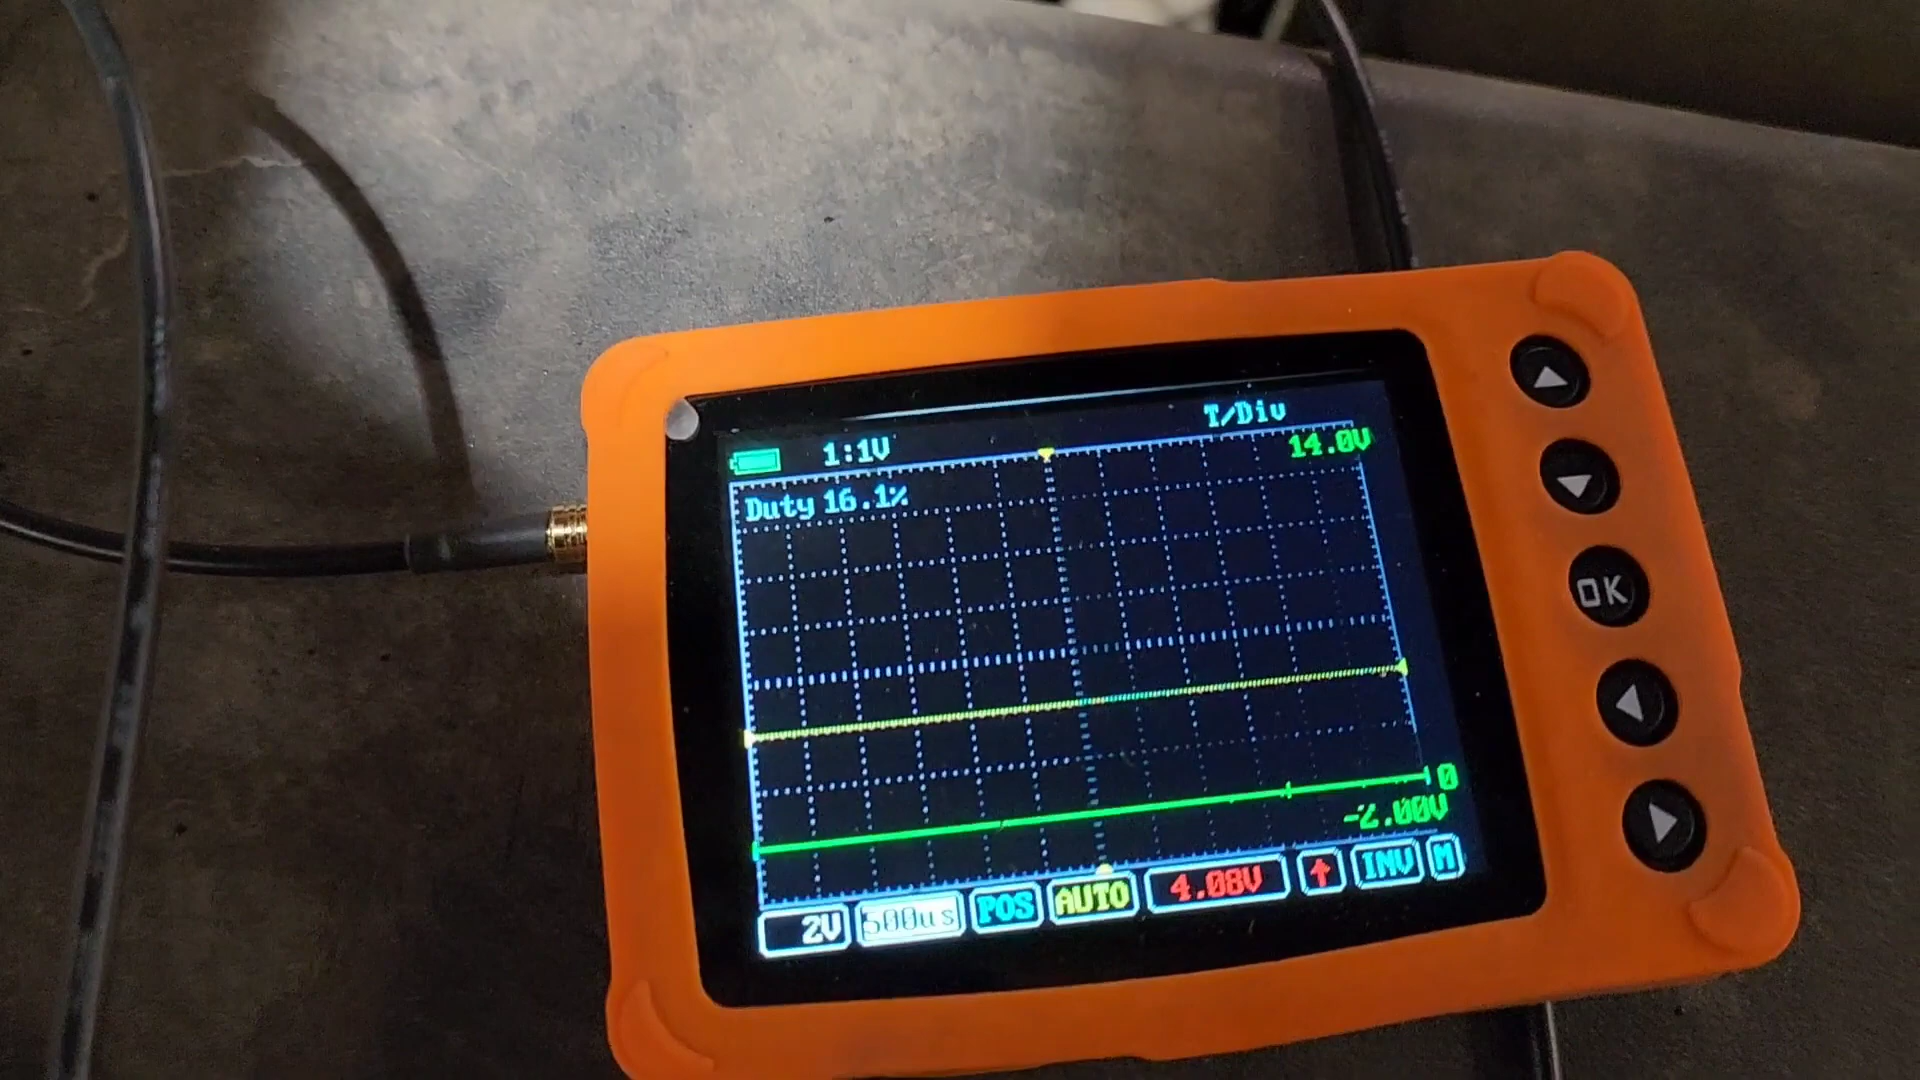 T/Div
1:1V
14.0V
Duty 16.1%
0
-2.00V
2V 500us POS AUTO 4.08V INV M
OK